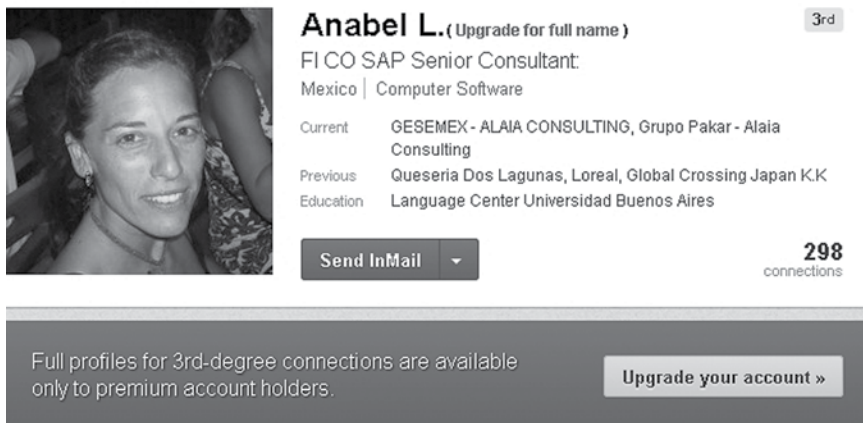 Anabel L. ( Upgrade for full name )
3rd
FI CO SAP Senior Consultant:
Mexico | Computer Software
Current GESEMEX - ALAIA CONSULTING, Grupo Pakar - Alaia
Consulting
Previous Queseria Dos Lagunas, Loreal, Global Crossing Japan K.K
Education Language Center Universidad Buenos Aires
Send InMail
298
connections
Full profiles for 3rd-degree connections are available
only to premium account holders.
Upgrade your account »